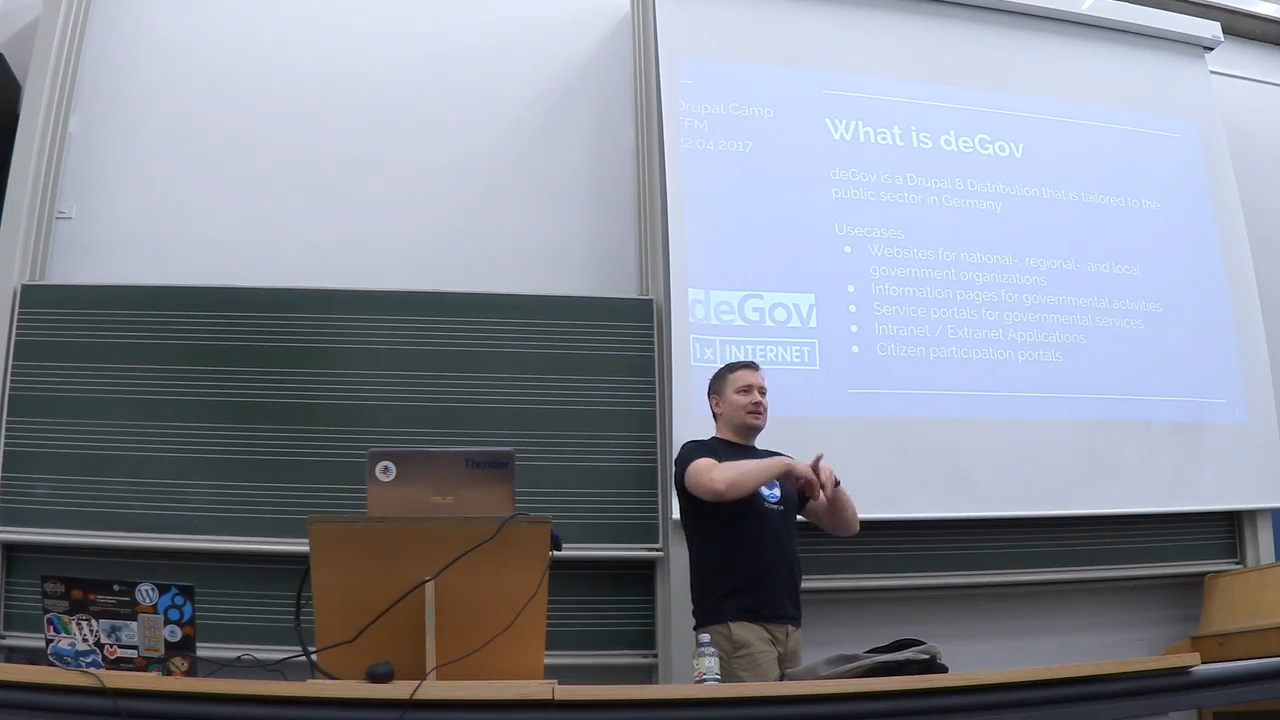 Drupal Camp
FFM
22.04.2017
What is deGov
deGov is a Drupal 8 Distribution that is tailored to the
public sector in Germany
Usecases
Websites for national-, regional-, and local
government organizations
Information pages for governmental activities
Service portals for governmental services
Intranet / Extranet Applications
Citizen participation portals
deGov
1x INTERNET
Thunder
ASUS